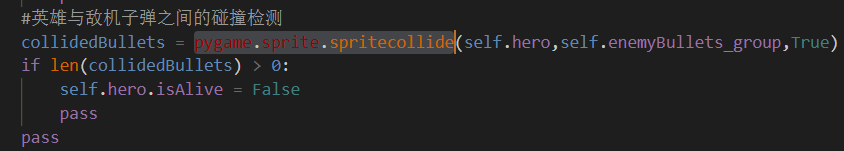 #英雄与敌机子弹之间的碰撞检测
collidedBullets = pygame.sprite.spritecollide(self.hero,self.enemyBullets_group,True)
if len(collidedBullets) > 0:
self.hero.isAlive = False
pass
pass